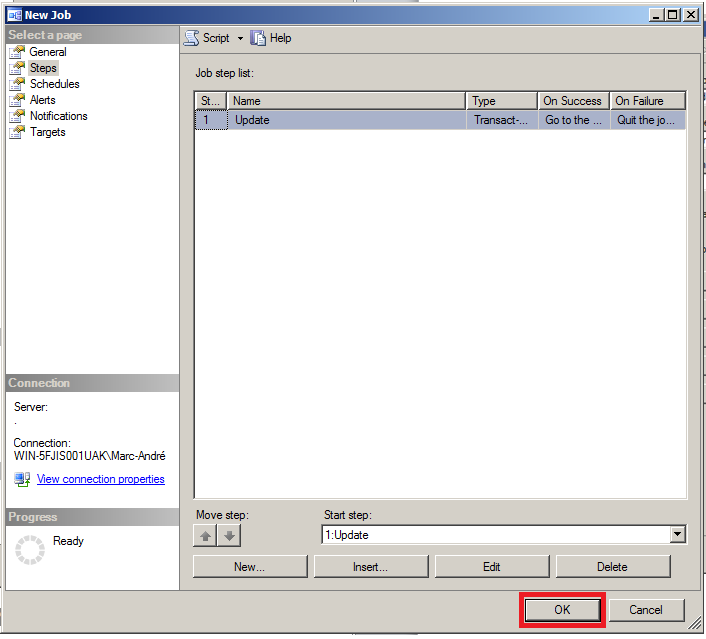 New Job
Select a page
General
Steps
Schedules
Alerts
Notifications
Targets
Script
Help
Job step list:
St... Name Type On Success On Failure
1 Update Transact-... Go to the ... Quit the jo...
Connection
Server:
.
Connection:
WIN-5FJIS001UAK\Marc-André
View connection properties
Progress
Ready
Move step:
Start step:
1:Update
New...
Insert...
Edit
Delete
OK
Cancel